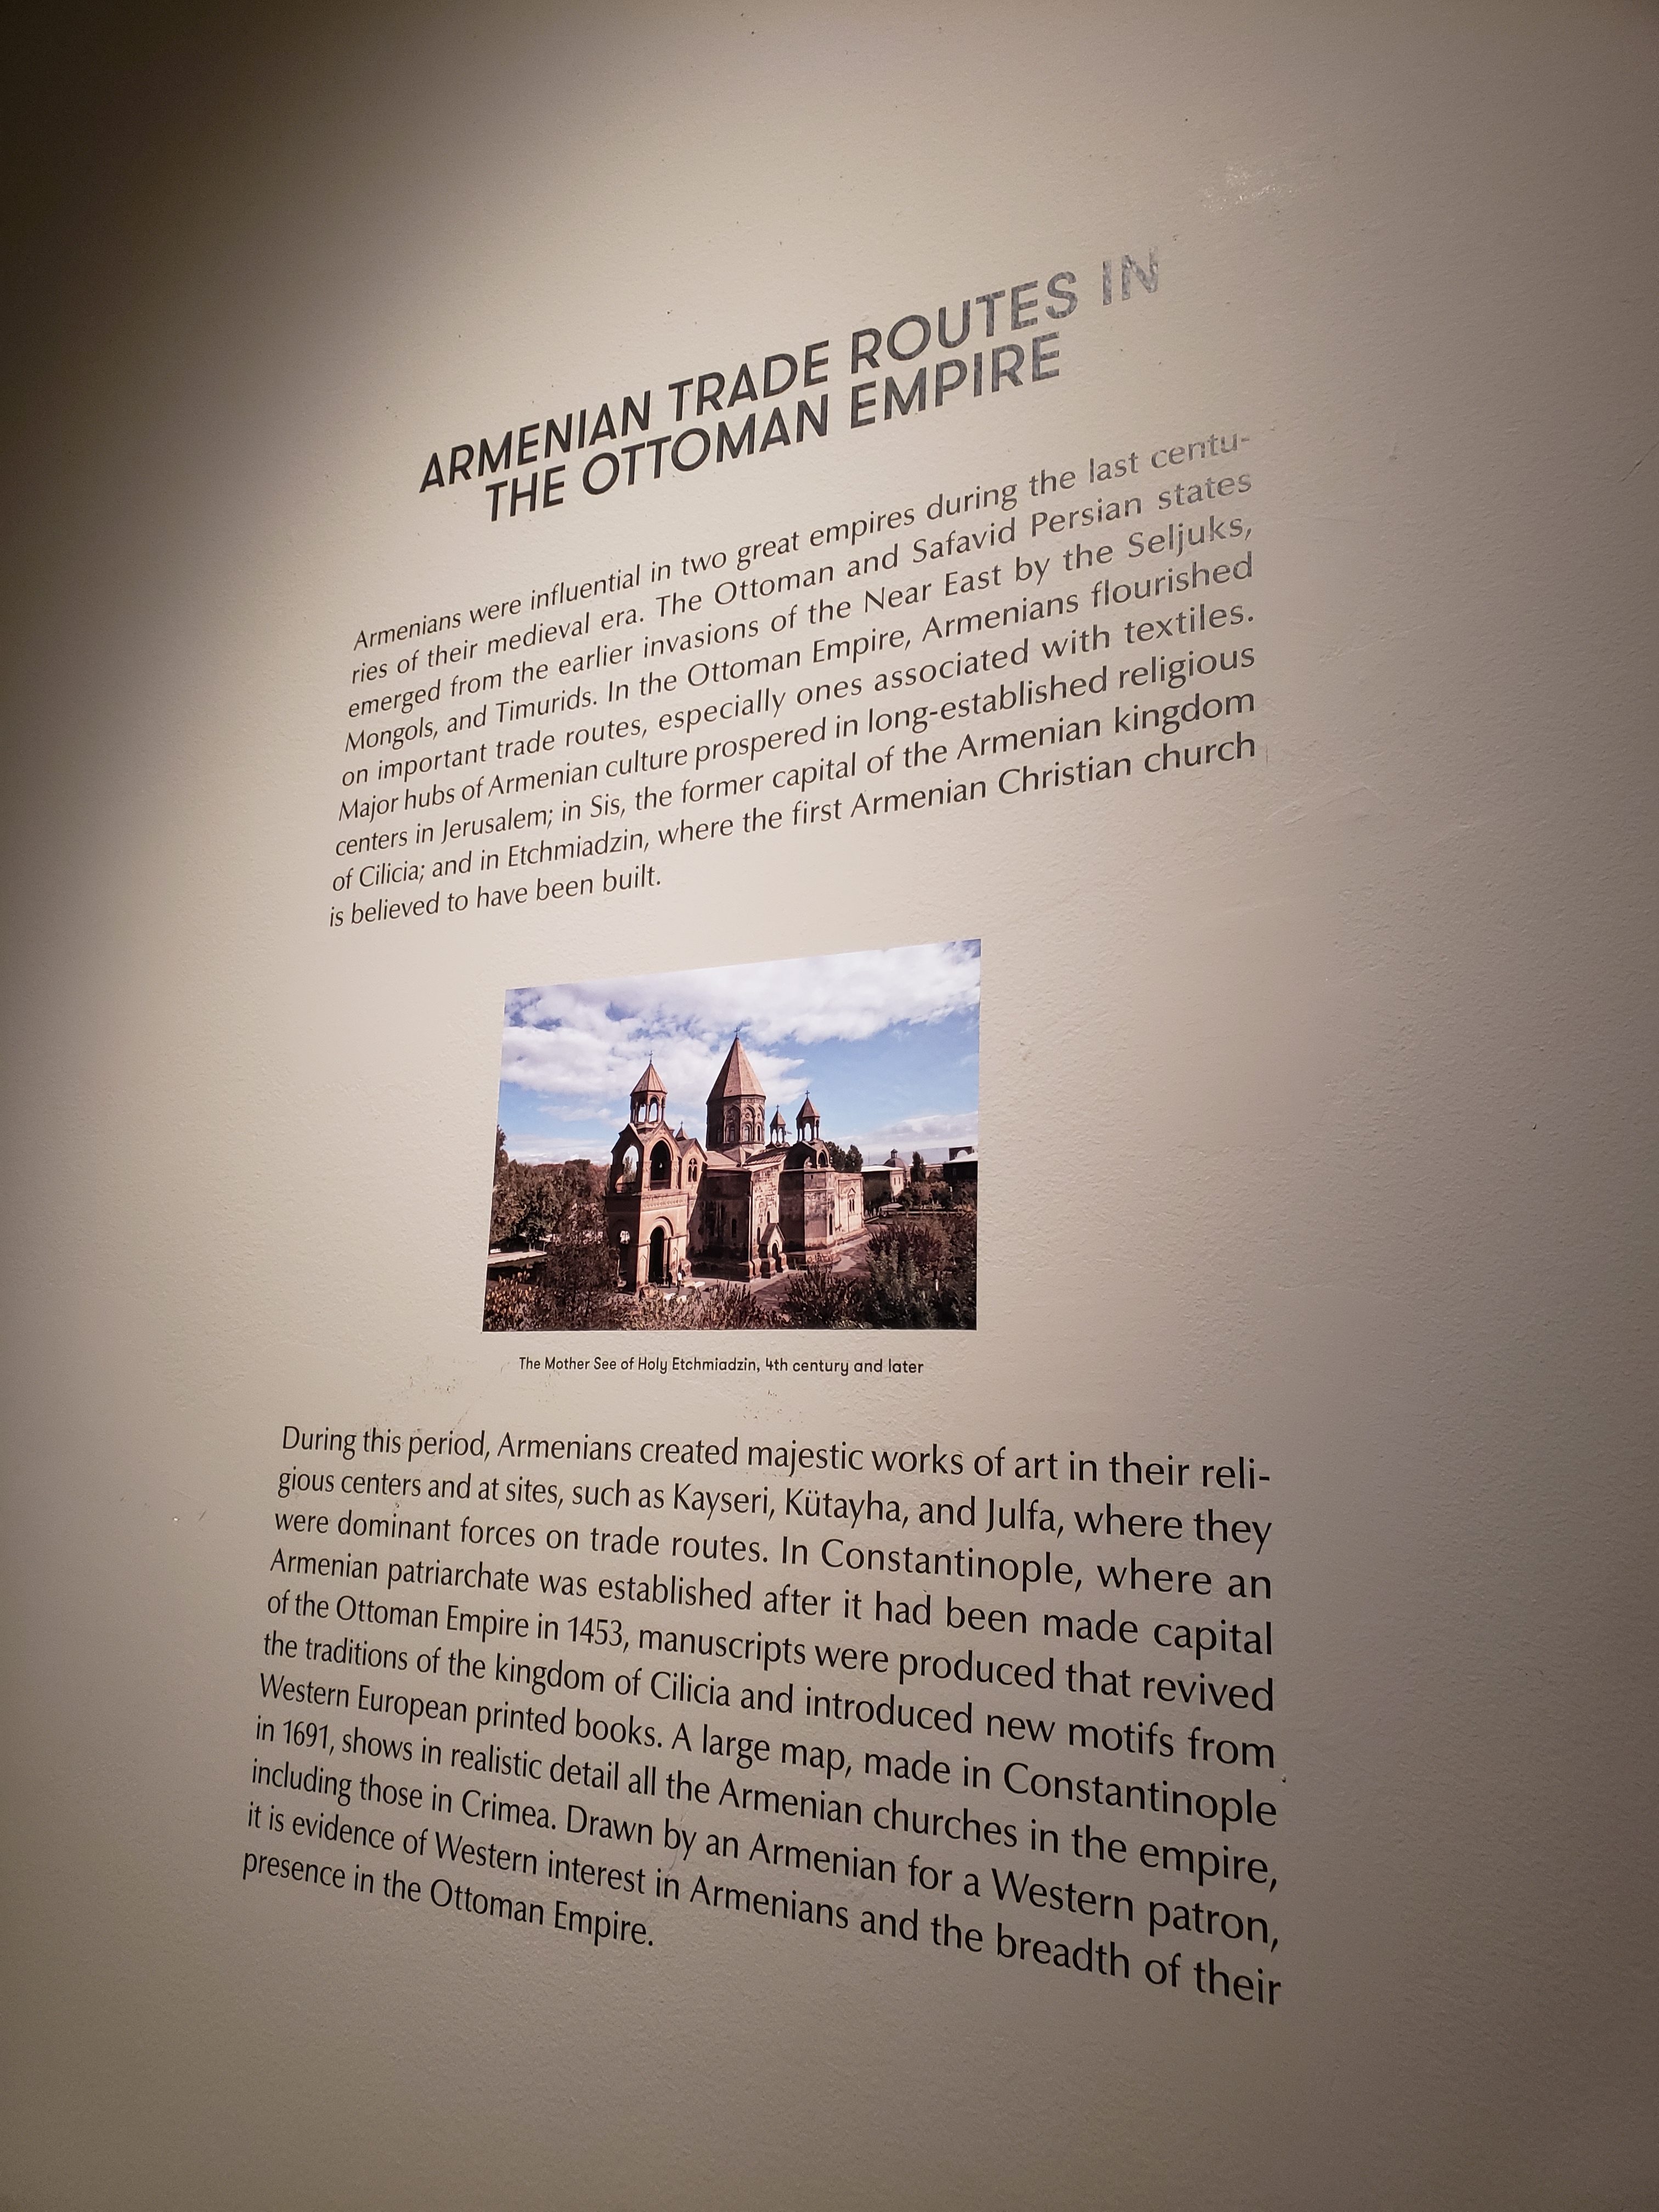 ARMENIAN TRADE ROUTES IN
THE OTTOMAN EMPIRE
Armenians were influential in two great empires during the last centu-
ries of their medieval era. The Ottoman and Safavid Persian states
emerged from the earlier invasions of the Near East by the Seljuks,
Mongols, and Timurids. In the Ottoman Empire, Armenians flourished
on important trade routes, especially ones associated with textiles.
Major hubs of Armenian culture prospered in long-established religious
centers in Jerusalem; in Sis, the former capital of the Armenian kingdom
of Cilicia; and in Etchmiadzin, where the first Armenian Christian church
is believed to have been built.
The Mother See of Holy Etchmiadzin, 4th century and later
During this period, Armenians created majestic works of art in their reli-
gious centers and at sites, such as Kayseri, Kütayha, and Julfa, where they
were dominant forces on trade routes. In Constantinople, where an
Armenian patriarchate was established after it had been made capital
of the Ottoman Empire in 1453, manuscripts were produced that revived
the traditions of the kingdom of Cilicia and introduced new motifs from
Western European printed books. A large map, made in Constantinople
in 1691, shows in realistic detail all the Armenian churches in the empire,
including those in Crimea. Drawn by an Armenian for a Western patron,
it is evidence of Western interest in Armenians and the breadth of their
presence in the Ottoman Empire.